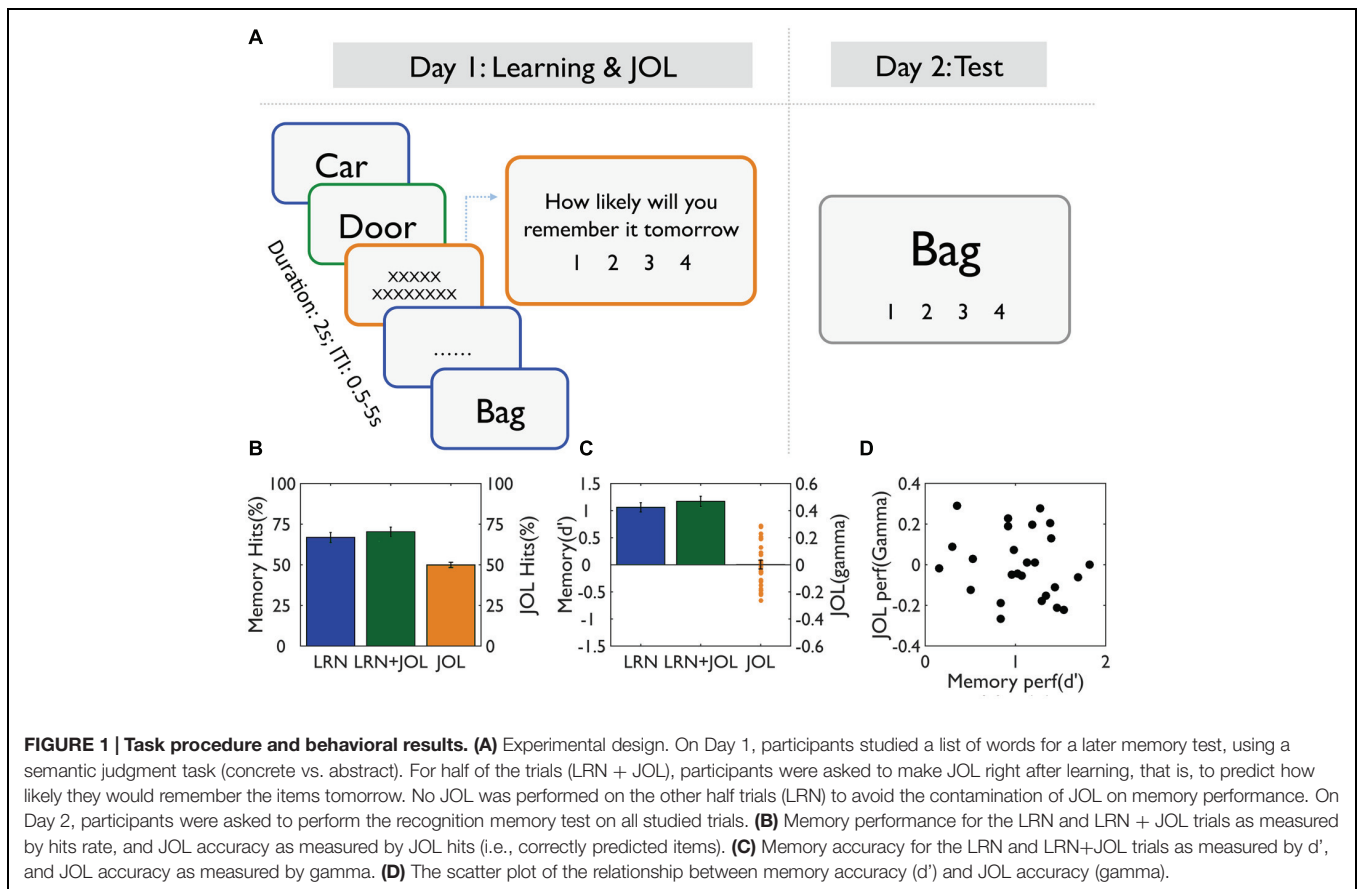 A
Day 1: Learning & JOL
Day 2: Test
Car
Door
XXXXX
XXXXXXXX
......
Bag
Duration: 2s; ITI: 0.5-5s
How likely will you
remember it tomorrow
1 2 3 4
Bag
1 2 3 4
B
100
75
50
25
0
Memory Hits(%)
100
75
50
25
0
JOL Hits(%)
LRN LRN+JOL JOL
C
1.5
1
0.5
0
-0.5
-1
-1.5
Memory(d')
0.6
0.4
0.2
0
-0.2
-0.4
-0.6
JOL(gamma)
LRN LRN+JOL JOL
D
0.4
0.2
0
-0.2
-0.4
JOL perf(Gamma)
0 1 2
Memory perf(d')
FIGURE 1 | Task procedure and behavioral results. (A) Experimental design. On Day 1, participants studied a list of words for a later memory test, using a
semantic judgment task (concrete vs. abstract). For half of the trials (LRN + JOL), participants were asked to make JOL right after learning, that is, to predict how
likely they would remember the items tomorrow. No JOL was performed on the other half trials (LRN) to avoid the contamination of JOL on memory performance. On
Day 2, participants were asked to perform the recognition memory test on all studied trials. (B) Memory performance for the LRN and LRN + JOL trials as measured
by hits rate, and JOL accuracy as measured by JOL hits (i.e., correctly predicted items). (C) Memory accuracy for the LRN and LRN+JOL trials as measured by d',
and JOL accuracy as measured by gamma. (D) The scatter plot of the relationship between memory accuracy (d') and JOL accuracy (gamma).